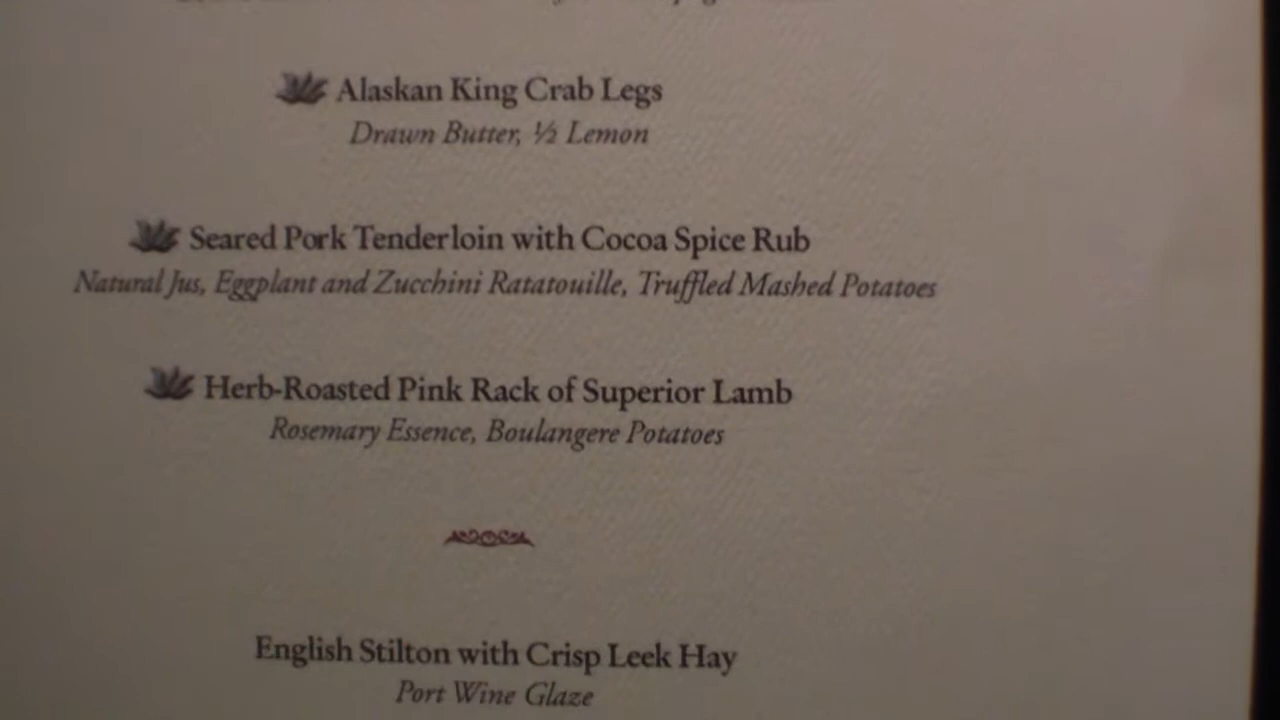 Alaskan King Crab Legs
Drawn Butter, ½ Lemon
Seared Pork Tenderloin with Cocoa Spice Rub
Natural Jus, Eggplant and Zucchini Ratatouille, Truffled Mashed Potatoes
Herb-Roasted Pink Rack of Superior Lamb
Rosemary Essence, Boulangere Potatoes
English Stilton with Crisp Leek Hay
Port Wine Glaze